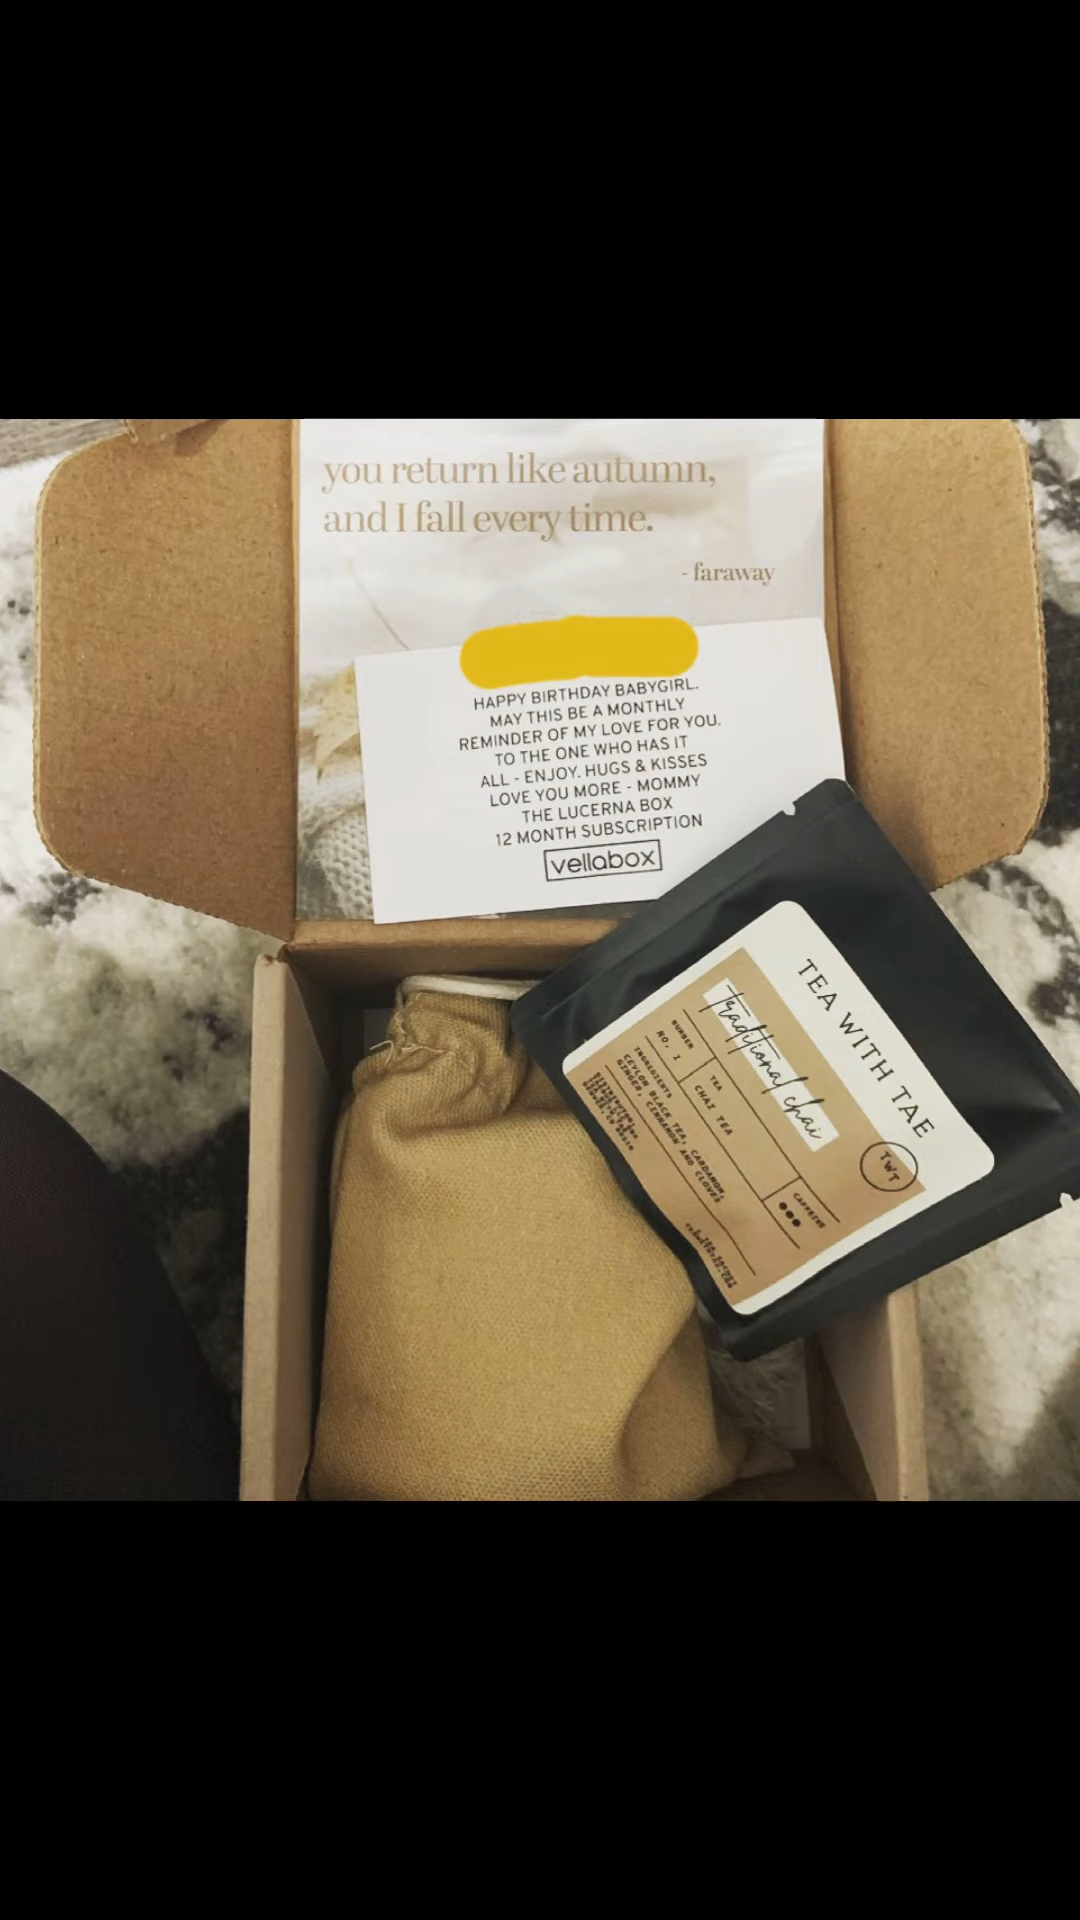 you return like autumn,
and I fall every time.
- faraway
HAPPY BIRTHDAY BABYGIRL.
MAY THIS BE A MONTHLY
REMINDER OF MY LOVE FOR YOU.
TO THE ONE WHO HAS IT
ALL - ENJOY. HUGS & KISSES
LOVE YOU MORE - MOMMY
THE LUCERNA BOX
12 MONTH SUBSCRIPTION
vellabox
TEA WITH TAE
TWT
traditional chai
NUMBER
NO. 1
TEA
CHAI TEA
CAFFEINE
INGREDIENTS
CEYLON BLACK TEA, CARDAMOM,
GINGER, CINNAMON AND CLOVES